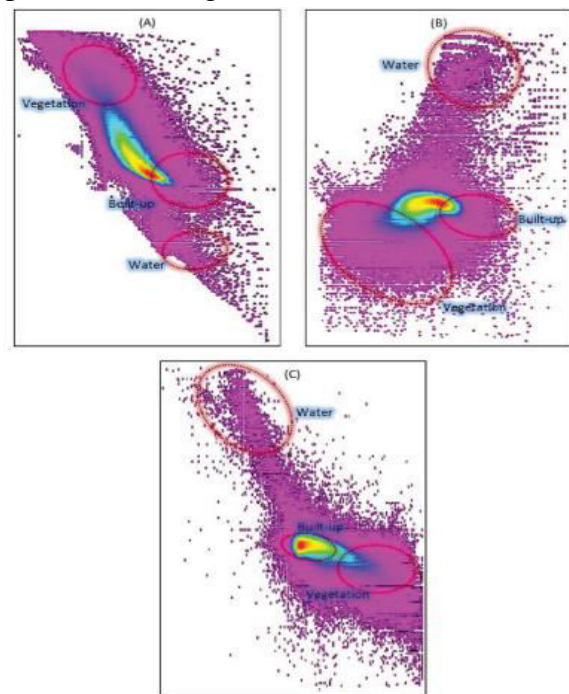 (A)
Vegetation
Built-up
Water
(B)
Water
Built-up
Vegetation
(C)
Water
Built-up
Vegetation